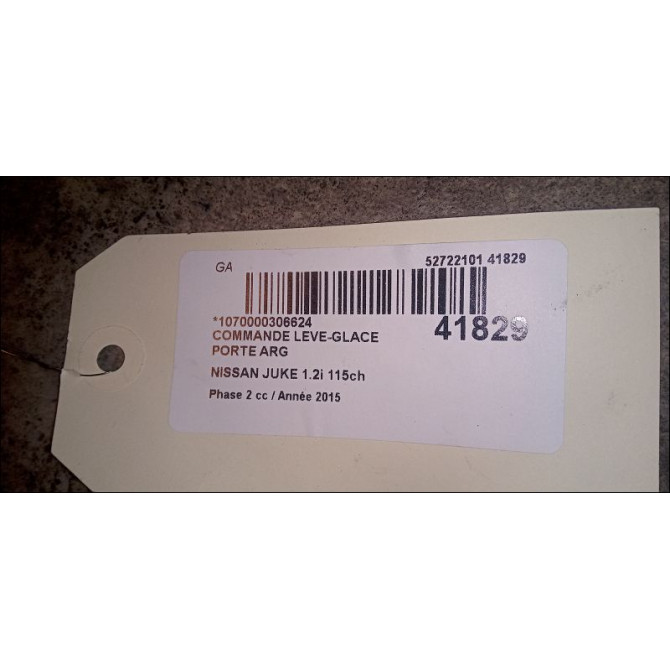 GA
52722101 41829
*1070000306624
41829
COMMANDE LEVE-GLACE
PORTE ARG
NISSAN JUKE 1.2i 115ch
Phase 2 cc / Année 2015